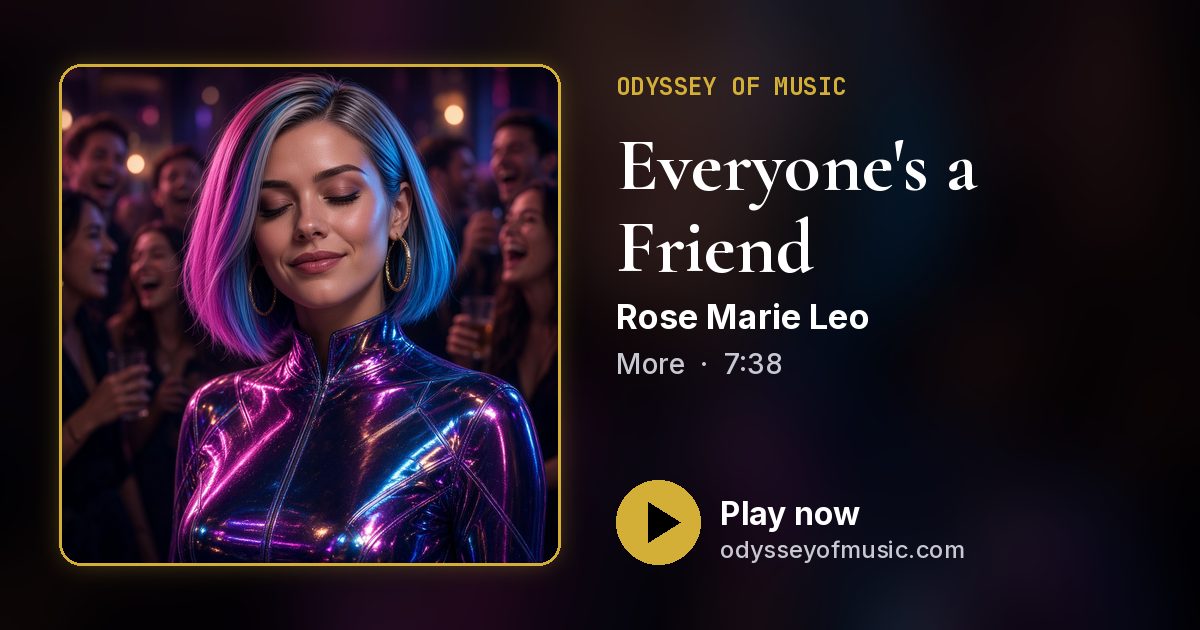 ODYSSEY OF MUSIC
Everyone's a
Friend
Rose Marie Leo
More · 7:38
Play now
odysseyofmusic.com